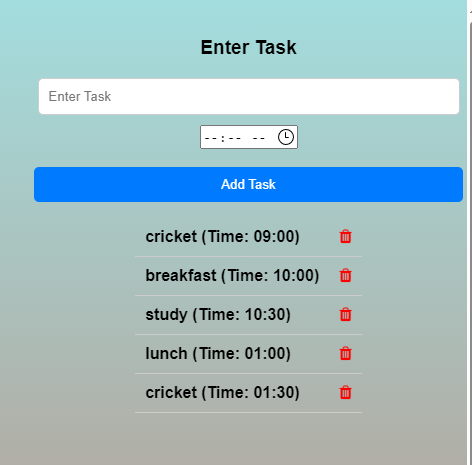 Enter Task
Enter Task
--:-- --
Add Task
cricket (Time: 09:00)
breakfast (Time: 10:00)
study (Time: 10:30)
lunch (Time: 01:00)
cricket (Time: 01:30)